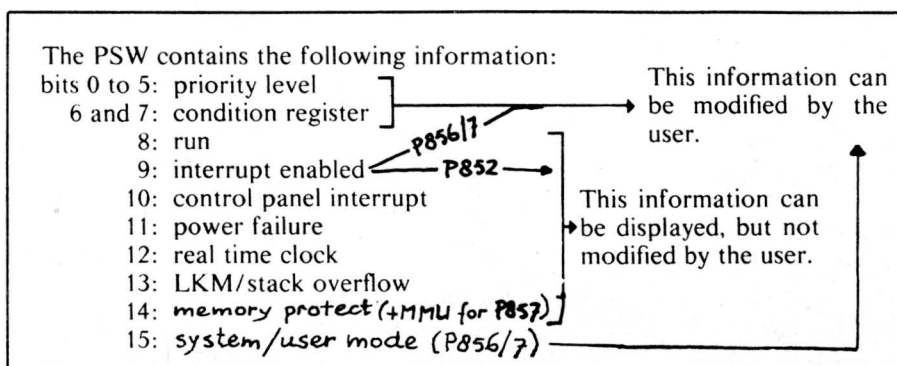 The PSW contains the following information:
bits 0 to 5: priority level
6 and 7: condition register
8: run
9: interrupt enabled
10: control panel interrupt
11: power failure
12: real time clock
13: LKM/stack overflow
14: memory protect (+MMU for P857)
15: system/user mode (P856/7)
P856/7
P852
This information can
be modified by the
user.
This information can
be displayed, but not
modified by the user.